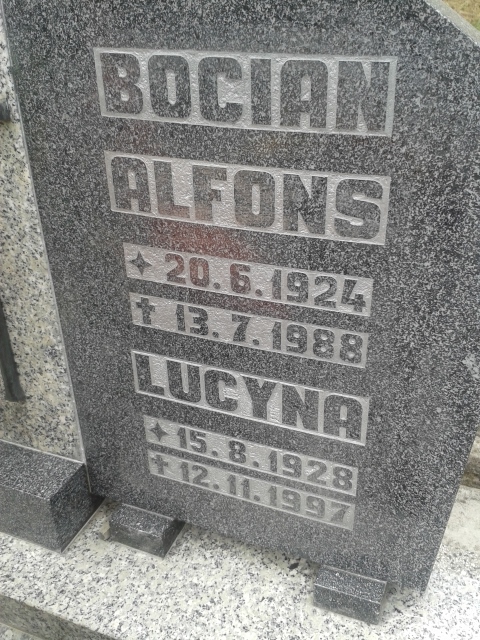 BOCIAN
ALFONS
✦ 20.6.1924
✝ 13.7.1988
LUCYNA
✦ 15.8.1928
✝ 12.11.1997